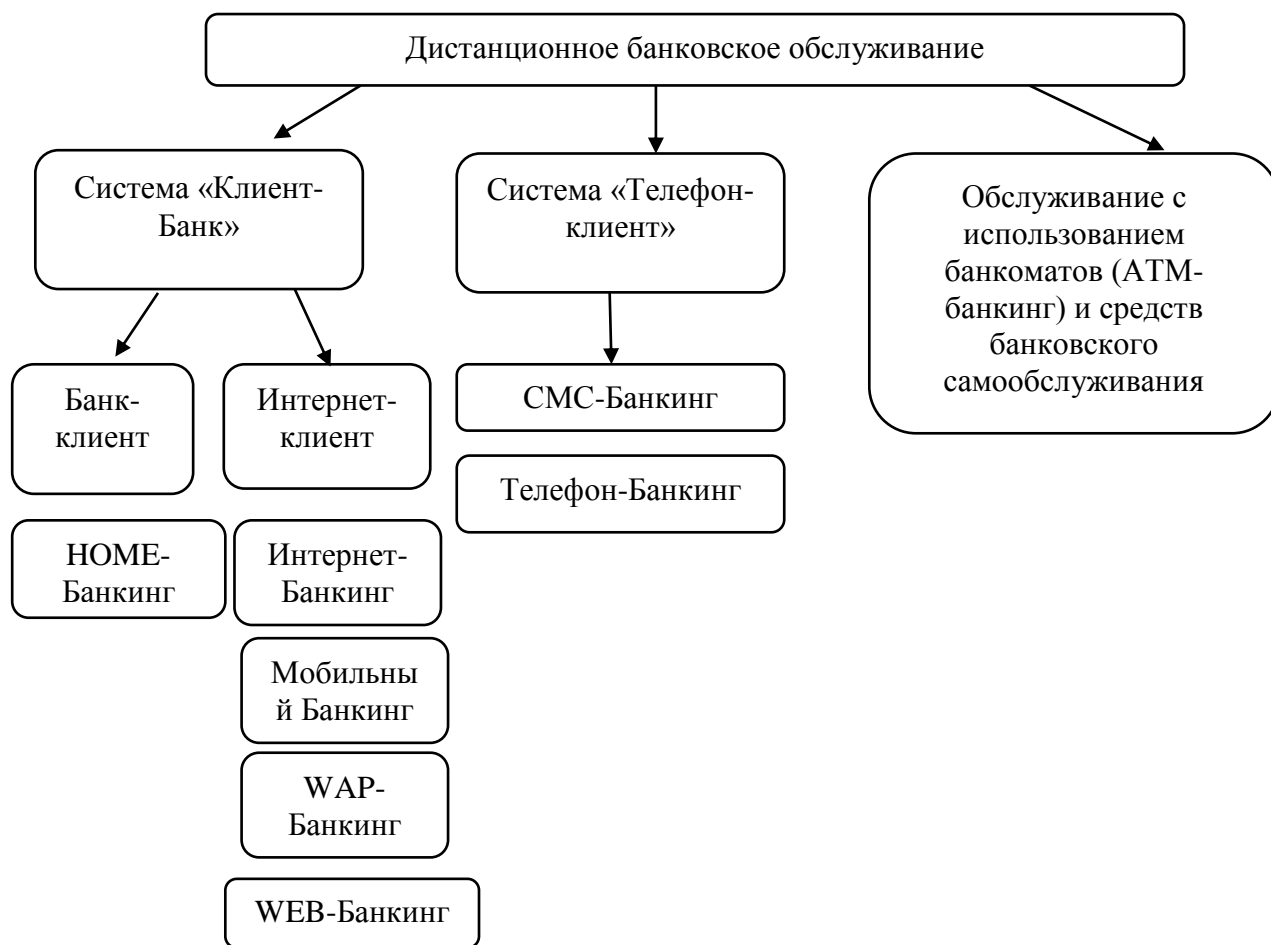 Дистанционное банковское обслуживание
Система «Клиент-
Банк»
Система «Телефон-
клиент»
Обслуживание с
использованием
банкоматов (АТМ-
банкинг) и средств
банковского
самообслуживания
Банк-
клиент
Интернет-
клиент
СМС-Банкинг
Телефон-Банкинг
HOME-
Банкинг
Интернет-
Банкинг
Мобильны
й Банкинг
WAP-
Банкинг
WEB-Банкинг